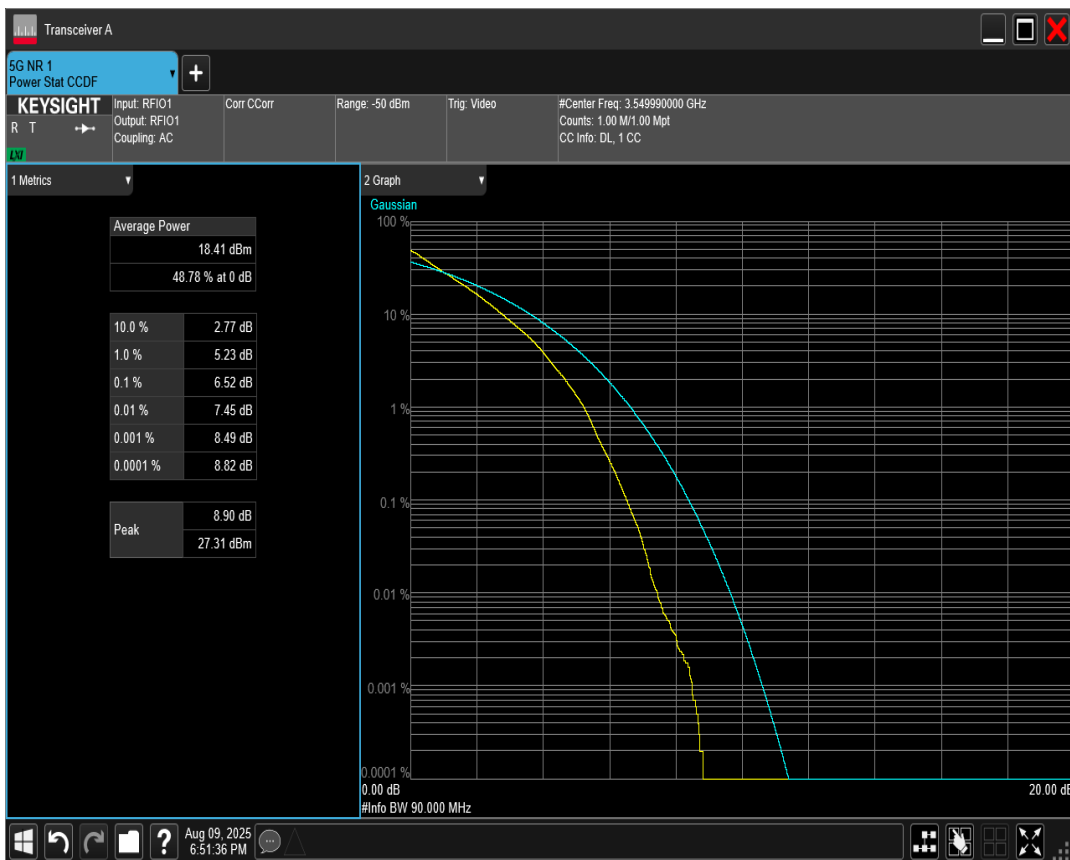 Transceiver A
5G NR 1
Power Stat CCDF
KEYSIGHT
R T
LXI
Input: RFIO1
Output: RFIO1
Coupling: AC
Corr CCorr
Range: -50 dBm
Trig: Video
#Center Freq: 3.549990000 GHz
Counts: 1.00 M/1.00 Mpt
CC Info: DL, 1 CC
1 Metrics
Average Power
18.41 dBm
48.78 % at 0 dB
10.0 % 2.77 dB
1.0 % 5.23 dB
0.1 % 6.52 dB
0.01 % 7.45 dB
0.001 % 8.49 dB
0.0001 % 8.82 dB
Peak 8.90 dB
27.31 dBm
2 Graph
Gaussian
100 %
10 %
1 %
0.1 %
0.01 %
0.001 %
0.0001 %
0.00 dB 20.00 dB
#Info BW 90.000 MHz
?
Aug 09, 2025
6:51:36 PM